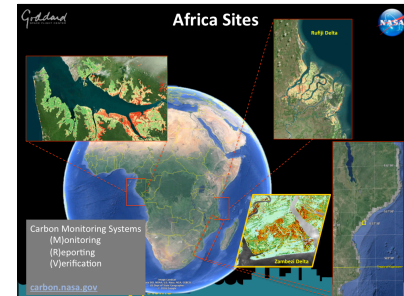 Goddard
Africa Sites
NASA
Rufiji Delta
Zambezi Delta
Carbon Monitoring Systems
(M)onitoring
(R)eporting
(V)erification
carbon.nasa.gov